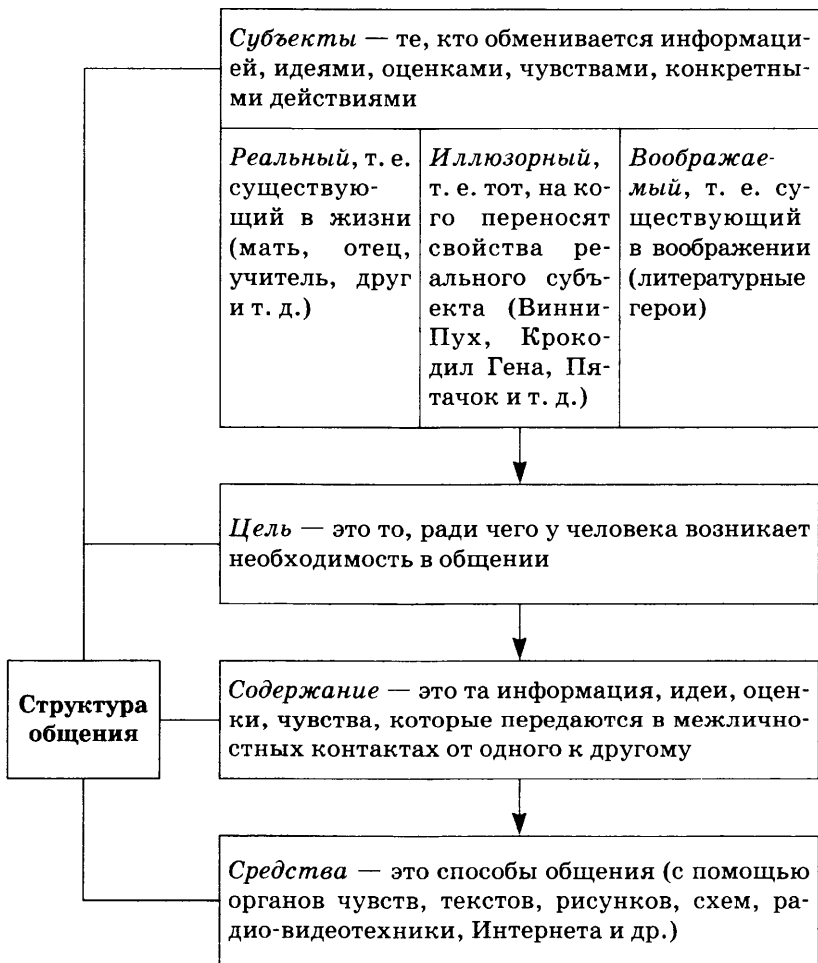 Субъекты — те, кто обменивается информаци-
ей, идеями, оценками, чувствами, конкретны-
ми действиями
Реальный, т. е.
существую-
щий в жизни
(мать, отец,
учитель, друг
и т. д.)
Иллюзорный,
т. е. тот, на ко-
го переносят
свойства ре-
ального субъ-
екта (Винни-
Пух, Кроко-
дил Гена, Пя-
тачок и т. д.)
Воображае-
мый, т. е. су-
ществующий
в воображении
(литературные
герои)
Цель — это то, ради чего у человека возникает
необходимость в общении
Структура
общения
Содержание — это та информация, идеи, оцен-
ки, чувства, которые передаются в межлично-
стных контактах от одного к другому
Средства — это способы общения (с помощью
органов чувств, текстов, рисунков, схем, ра-
дио-видеотехники, Интернета и др.)